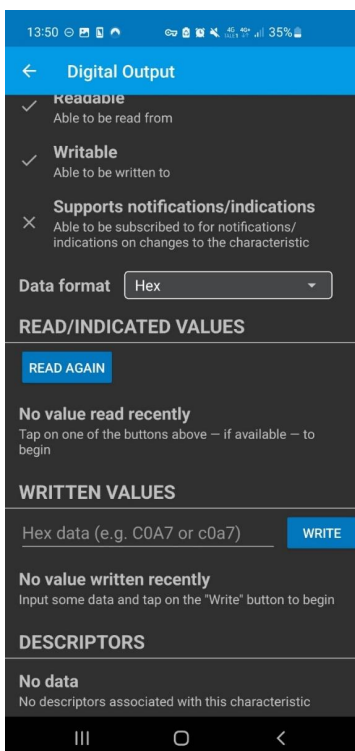 13:50 35%
Digital Output
Readable
Able to be read from
Writable
Able to be written to
Supports notifications/indications
Able to be subscribed to for notifications/
indications on changes to the characteristic
Data format Hex
READ/INDICATED VALUES
READ AGAIN
No value read recently
Tap on one of the buttons above — if available — to
begin
WRITTEN VALUES
Hex data (e.g. C0A7 or c0a7) WRITE
No value written recently
Input some data and tap on the "Write" button to begin
DESCRIPTORS
No data
No descriptors associated with this characteristic